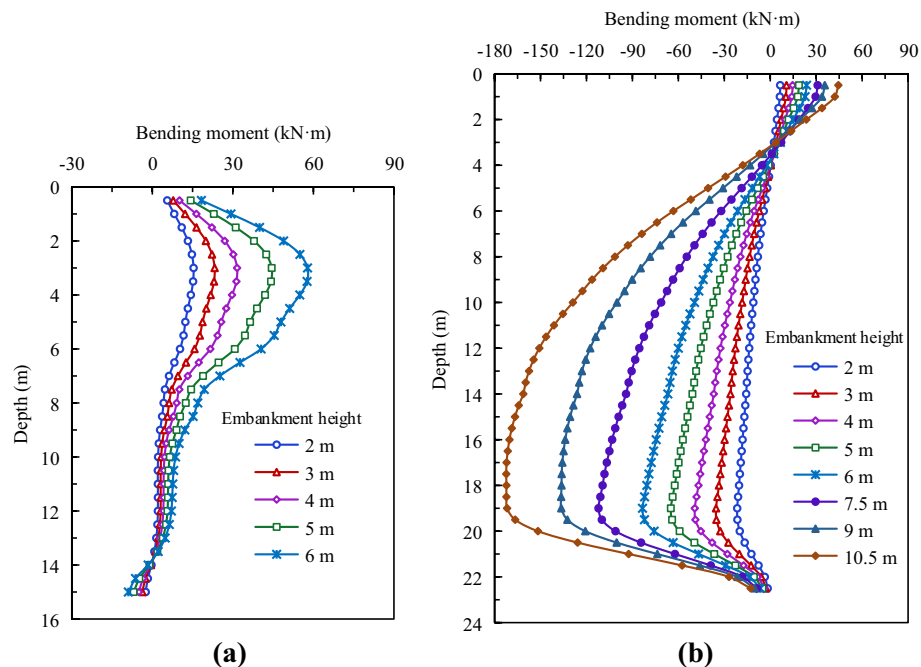 Bending moment (kN·m)
-30 0 30 60 90
0
2
4
6
8
10
12
14
16
Depth (m)
Embankment height
2 m
3 m
4 m
5 m
6 m
(a)
Bending moment (kN·m)
-180 -150 -120 -90 -60 -30 0 30 60 90
0
2
4
6
8
10
12
14
16
18
20
22
24
Depth (m)
Embankment height
2 m
3 m
4 m
5 m
6 m
7.5 m
9 m
10.5 m
(b)